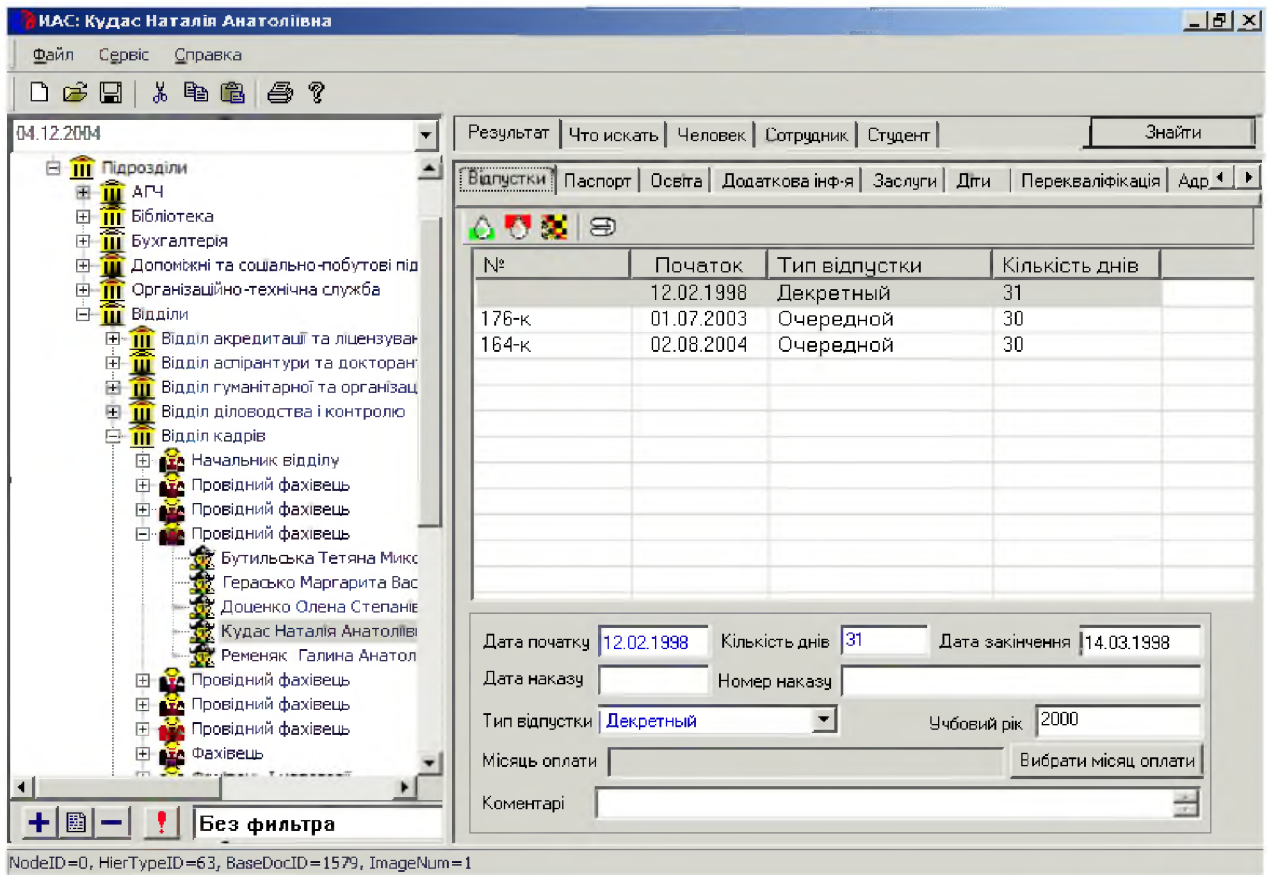 ИАС: Кудас Наталія Анатоліївна
Файл Сервіс Справка
04.12.2004
Підрозділи
АГЧ
Бібліотека
Бухгалтерія
Допоміжні та соціально-побутові під
Організаційно-технічна служба
Відділи
Відділ акредитації та ліцензуван
Відділ аспірантури та докторант
Відділ гуманітарної та організац
Відділ діловодства і контролю
Відділ кадрів
Начальник відділу
Провідний фахівець
Провідний фахівець
Провідний фахівець
Бутильська Тетяна Мико
Герасько Маргарита Вас
Доценко Олена Степанів
Кудас Наталія Анатоліїв
Ременяк Галина Анатол
Провідний фахівець
Провідний фахівець
Провідний фахівець
Фахівець
Без фильтра
Результат Что искать Человек Сотрудник Студент Знайти
Відпустки Паспорт Освіта Додаткова інф-я Заслуги Діти Перекваліфікація Адр
№ Початок Тип відпустки Кількість днів
12.02.1998 Декретный 31
176-к 01.07.2003 Очередной 30
164-к 02.08.2004 Очередной 30
Дата початку 12.02.1998 Кількість днів 31 Дата закінчення 14.03.1998
Дата наказу Номер наказу
Тип відпустки Декретный Учбовий рік 2000
Місяць оплати Вибрати місяц оплати
Коментарі
NodeID=0, HierTypeID=63, BaseDocID=1579, ImageNum=1